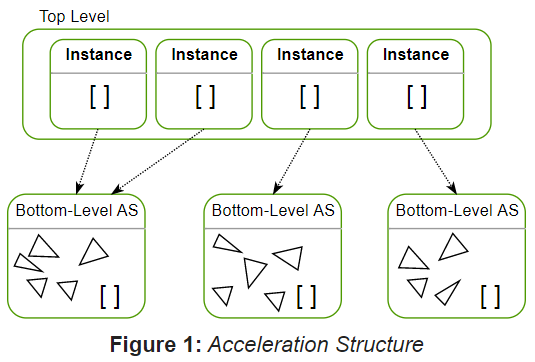 Top Level
Instance Instance Instance Instance
[ ] [ ] [ ] [ ]
Bottom-Level AS Bottom-Level AS Bottom-Level AS
[ ] [ ] [ ]
Figure 1: Acceleration Structure